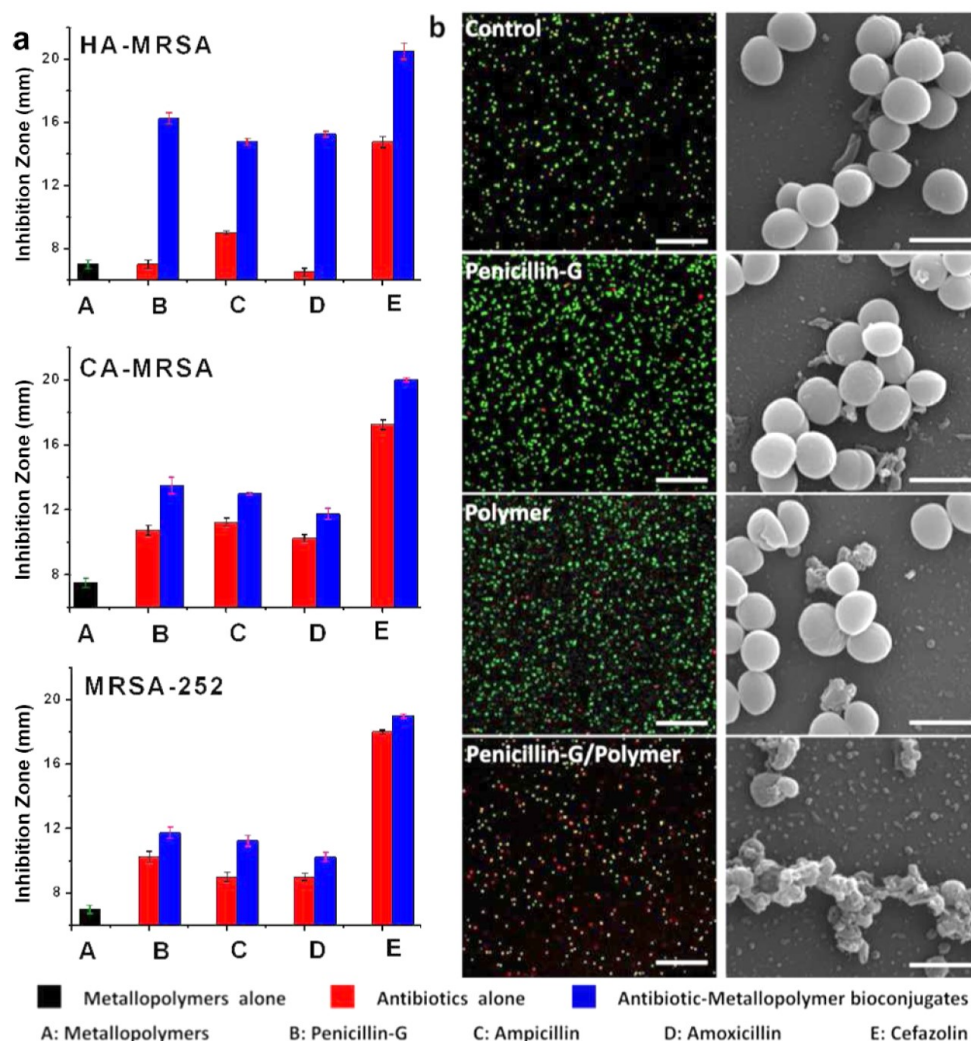 a
HA-MRSA
Inhibition Zone (mm)
20
16
12
8
A B C D E
CA-MRSA
Inhibition Zone (mm)
20
16
12
8
A B C D E
MRSA-252
Inhibition Zone (mm)
20
16
12
8
A B C D E
b
Control
Penicillin-G
Polymer
Penicillin-G/Polymer
Metallopolymers alone Antibiotics alone Antibiotic-Metallopolymer bioconjugates
A: Metallopolymers B: Penicillin-G C: Ampicillin D: Amoxicillin E: Cefazolin